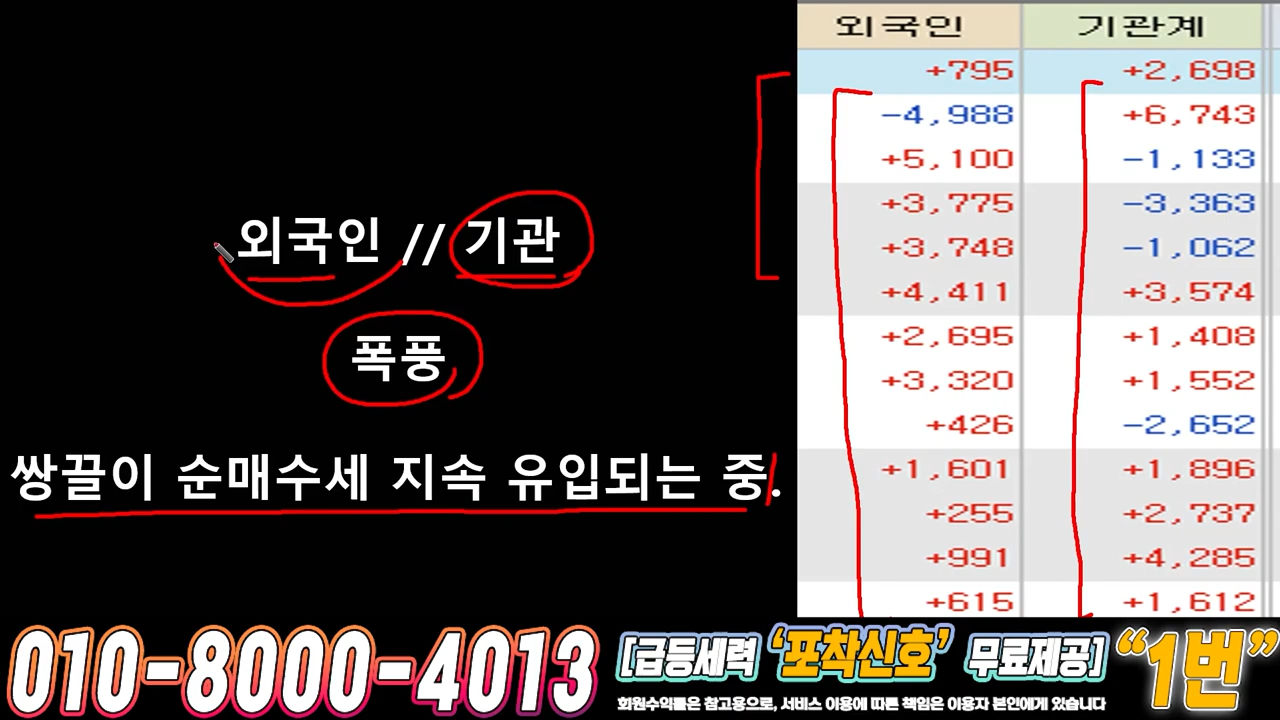 외국인 // 기관
폭풍
쌍끌이 순매수세 지속 유입되는 중.
외국인 기관계
+795 +2,698
-4,988 +6,743
+5,100 -1,133
+3,775 -3,363
+3,748 -1,062
+4,411 +3,574
+2,695 +1,408
+3,320 +1,552
+426 -2,652
+1,601 +1,896
+255 +2,737
+991 +4,285
+615 +1,612
010-8000-4013 [급등세력 '포착신호' 무료제공] "1번"
회원수익률은 참고용으로, 서비스 이용에 따른 책임은 이용자 본인에게 있습니다